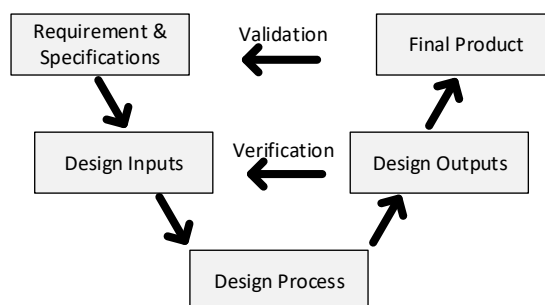 Requirement &
Specifications
Validation
Final Product
Design Inputs
Verification
Design Outputs
Design Process